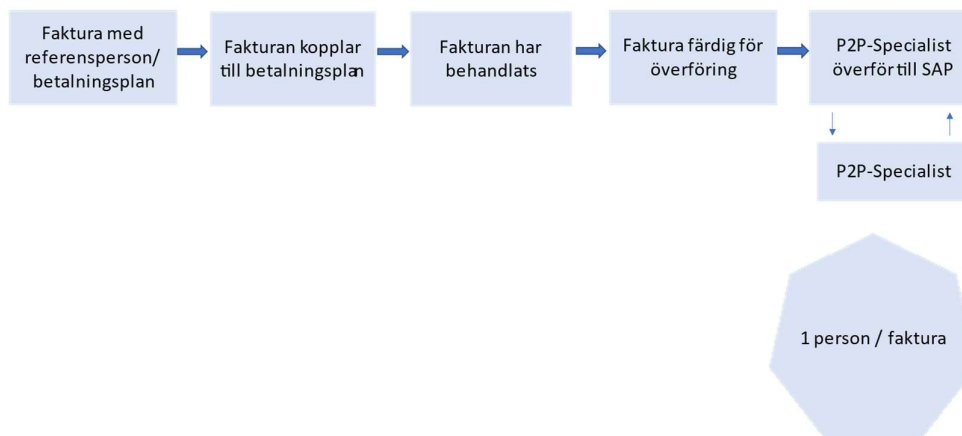 Faktura med
referensperson/
betalningsplan
Fakturan kopplar
till betalningsplan
Fakturan har
behandlats
Faktura färdig för
överföring
P2P-Specialist
överför till SAP
P2P-Specialist
1 person / faktura